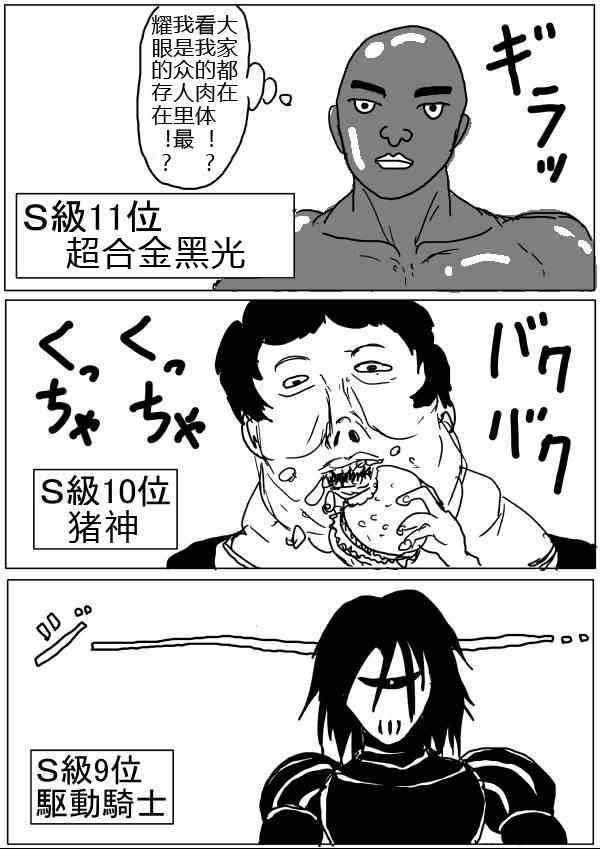 ギラッ
大家都在
看我的肉体！？
我是众人里最
耀眼的存在！？
S級11位
超合金黑光
バク
バク
くっちゃ
くっちゃ
S級10位
猪神
S級9位
駆動騎士